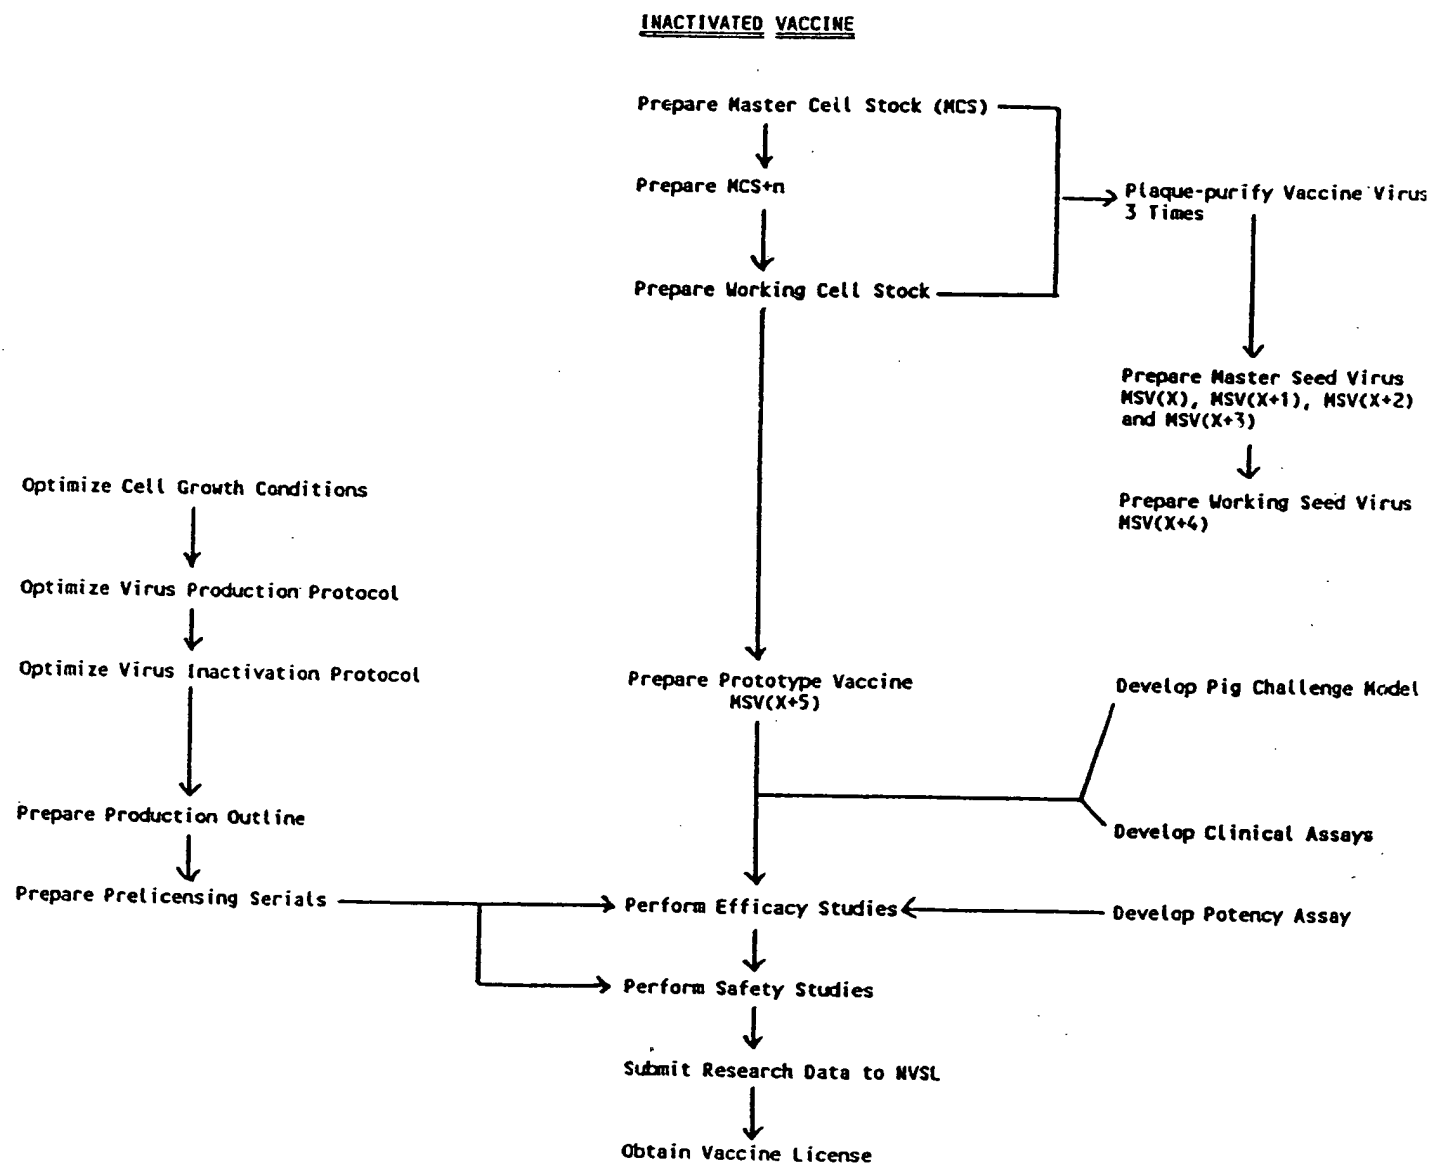 INACTIVATED VACCINE
Prepare Master Cell Stock (MCS)
Prepare MCS+n
Plaque-purify Vaccine Virus
3 Times
Prepare Working Cell Stock
Prepare Master Seed Virus
MSV(X), MSV(X+1), MSV(X+2)
and MSV(X+3)
Prepare Working Seed Virus
MSV(X+4)
Optimize Cell Growth Conditions
Optimize Virus Production Protocol
Optimize Virus Inactivation Protocol
Prepare Prototype Vaccine
MSV(X+5)
Develop Pig Challenge Model
Prepare Production Outline
Develop Clinical Assays
Prepare Prelicensing Serials
Perform Efficacy Studies
Develop Potency Assay
Perform Safety Studies
Submit Research Data to NVSL
Obtain Vaccine License